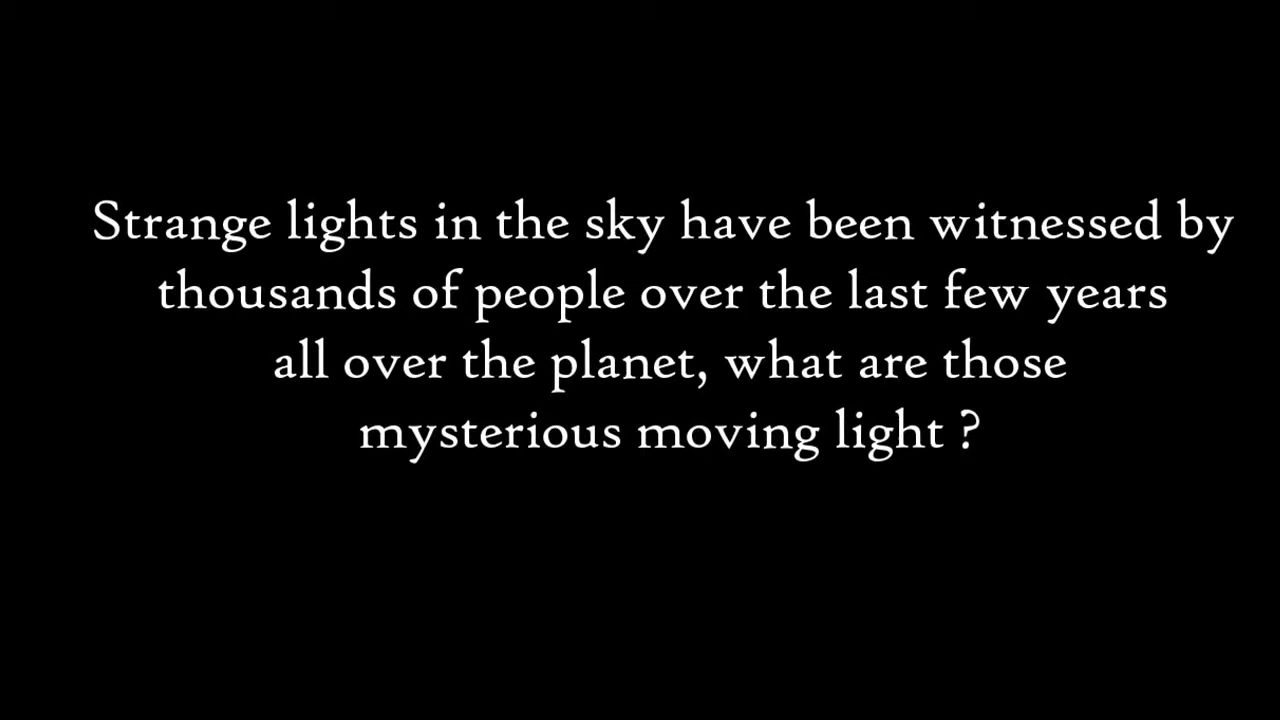 Strange lights in the sky have been witnessed by
thousands of people over the last few years
all over the planet, what are those
mysterious moving light ?